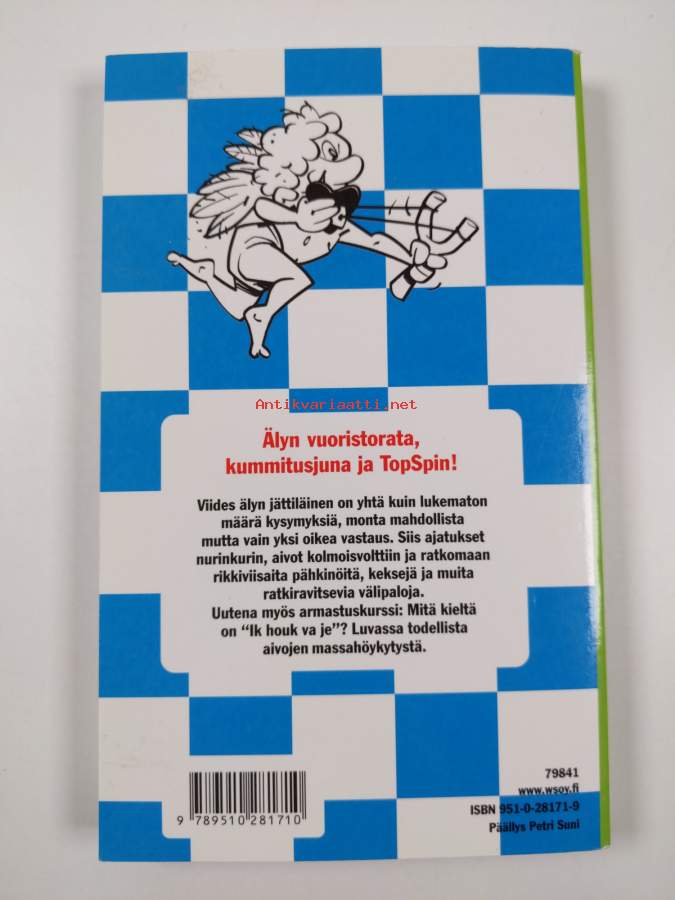 Antikvariaatti.net
Älyn vuoristorata,
kummitusjuna ja TopSpin!
Viides älyn jättiläinen on yhtä kuin lukematon
määrä kysymyksiä, monta mahdollista
mutta vain yksi oikea vastaus. Siis ajatukset
nurinkurin, aivot kolmoisvolttiin ja ratkomaan
rikkiviisaita pähkinöitä, keksejä ja muita
ratkiravitsevia välipaloja.
Uutena myös armastuskurssi: Mitä kieltä
on “Ik houk va je”? Luvassa todellista
aivojen massahöykytystä.
79841
www.wsoy.fi
ISBN 951-0-28171-9
Päällys Petri Suni
9 789510 281710